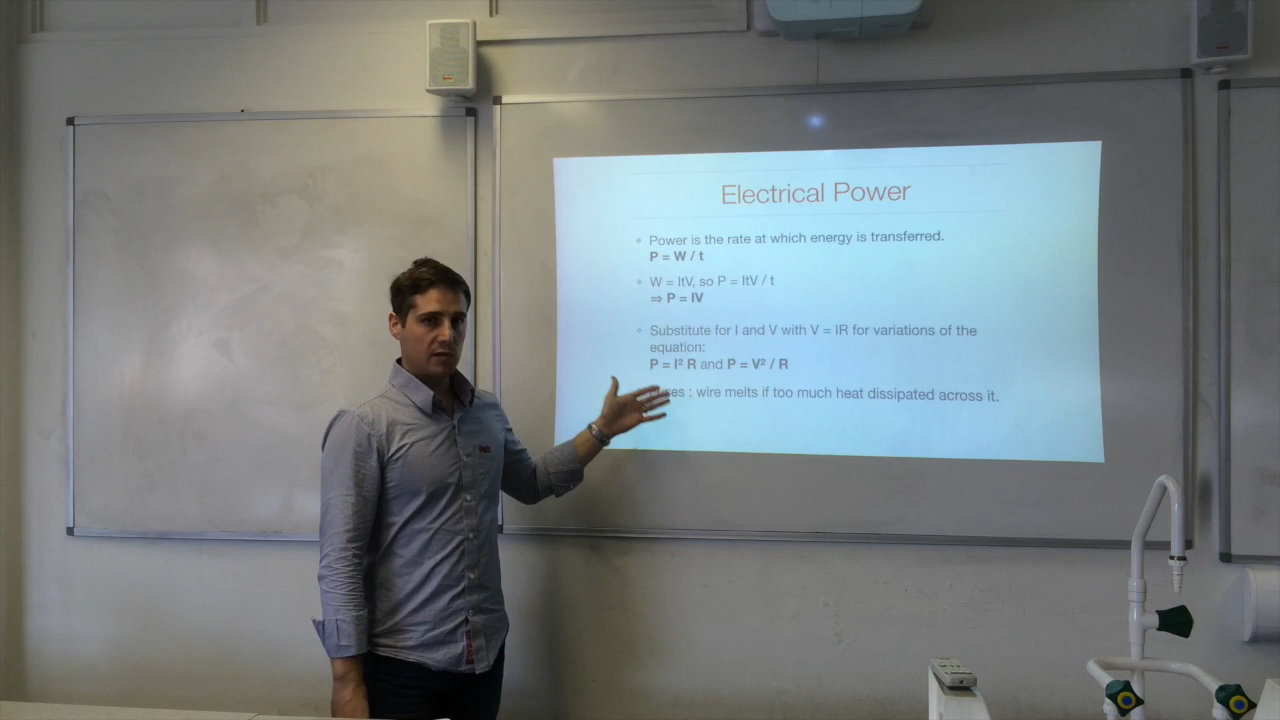 Electrical Power
Power is the rate at which energy is transferred.
P = W / t
W = ItV, so P = ItV / t
⇒ P = IV
Substitute for I and V with V = IR for variations of the
equation:
P = I² R and P = V² / R
: wire melts if too much heat dissipated across it.